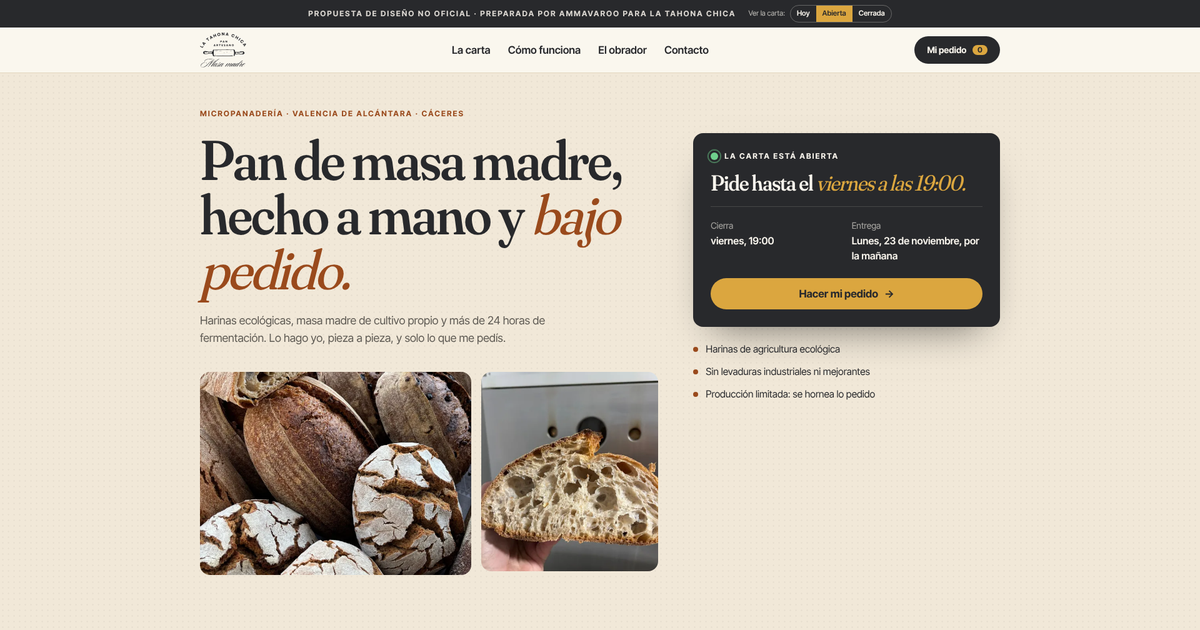 PROPUESTA DE DISEÑO NO OFICIAL · PREPARADA POR AMMAVAROO PARA LA TAHONA CHICA
Ver la carta:
Hoy
Abierta
Cerrada
LA TAHONA CHICA
PAN
ARTESANO
Masa madre
La carta
Cómo funciona
El obrador
Contacto
Mi pedido 0
MICROPANADERÍA · VALENCIA DE ALCÁNTARA · CÁCERES
Pan de masa madre,
hecho a mano y bajo
pedido.
Harinas ecológicas, masa madre de cultivo propio y más de 24 horas de
fermentación. Lo hago yo, pieza a pieza, y solo lo que me pedís.
LA CARTA ESTÁ ABIERTA
Pide hasta el viernes a las 19:00.
Cierra
viernes, 19:00
Entrega
Lunes, 23 de noviembre, por
la mañana
Hacer mi pedido →
Harinas de agricultura ecológica
Sin levaduras industriales ni mejorantes
Producción limitada: se hornea lo pedido